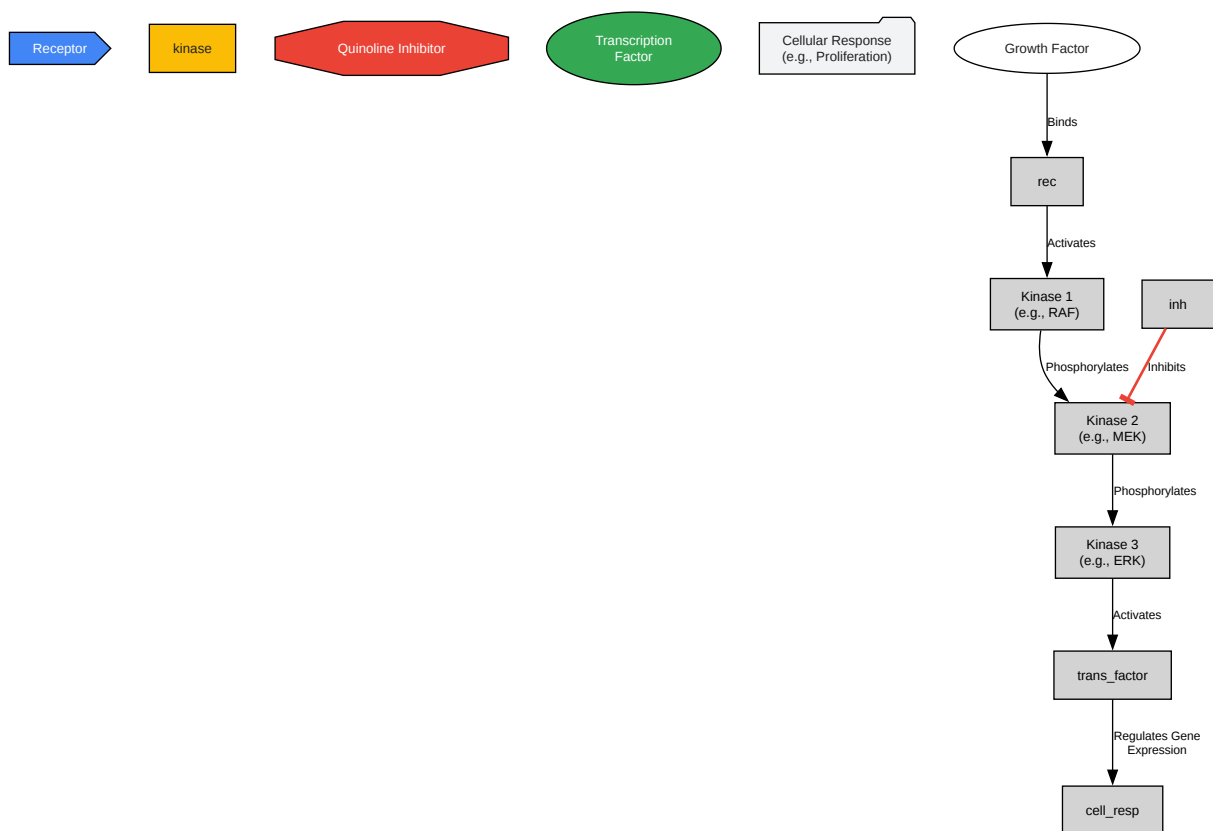 Receptor
kinase
Quinoline Inhibitor
Transcription
Factor
Cellular Response
(e.g., Proliferation)
Growth Factor
Binds
rec
Activates
Kinase 1
(e.g., RAF)
inh
Phosphorylates
Inhibits
Kinase 2
(e.g., MEK)
Phosphorylates
Kinase 3
(e.g., ERK)
Activates
trans_factor
Regulates Gene
Expression
cell_resp